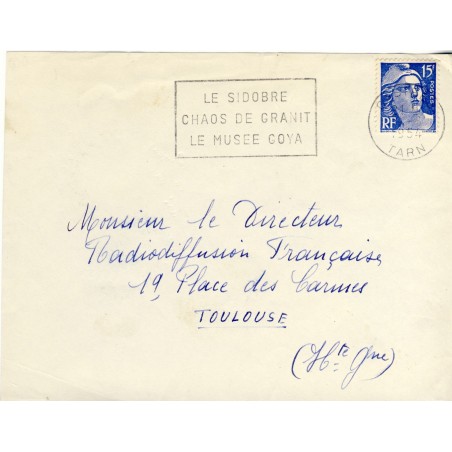 LE SIDOBRE
CHAOS DE GRANIT
LE MUSEE GOYA
15F
POSTES
RF
1954
TARN
Monsieur le Directeur
Radiodiffusion Française
19, Place des Carmes
TOULOUSE
(Hte Gne)